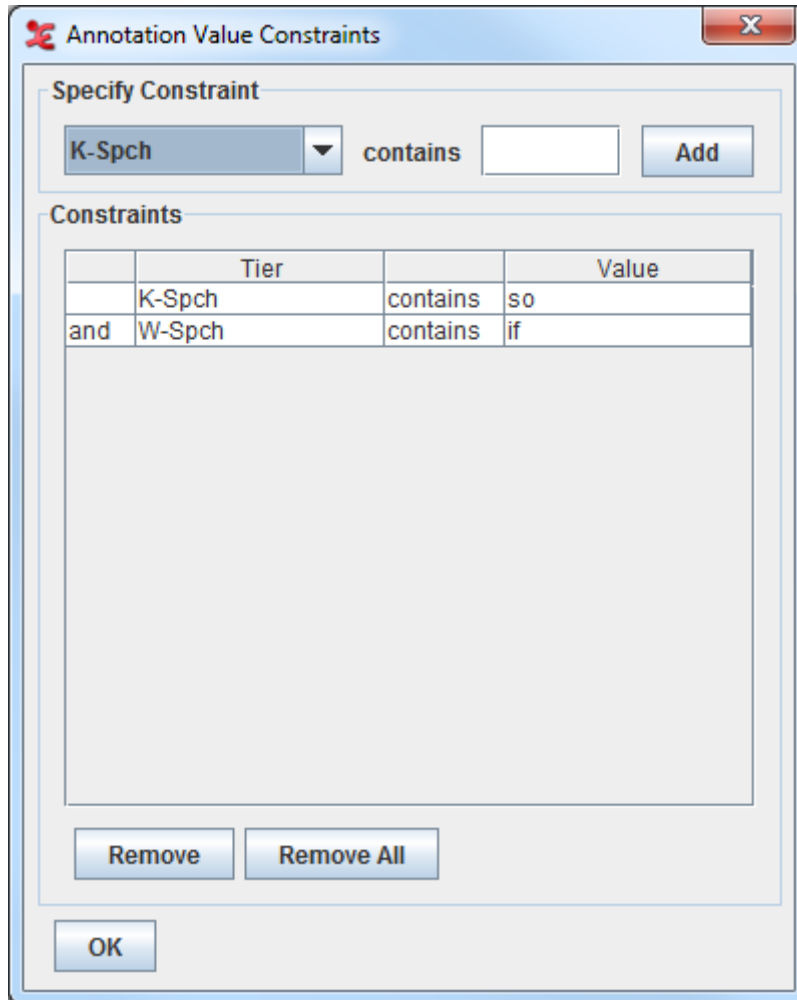 Annotation Value Constraints
Specify Constraint
K-Spch contains Add
Constraints
Tier Value
K-Spch contains so
and W-Spch contains if
Remove Remove All
OK